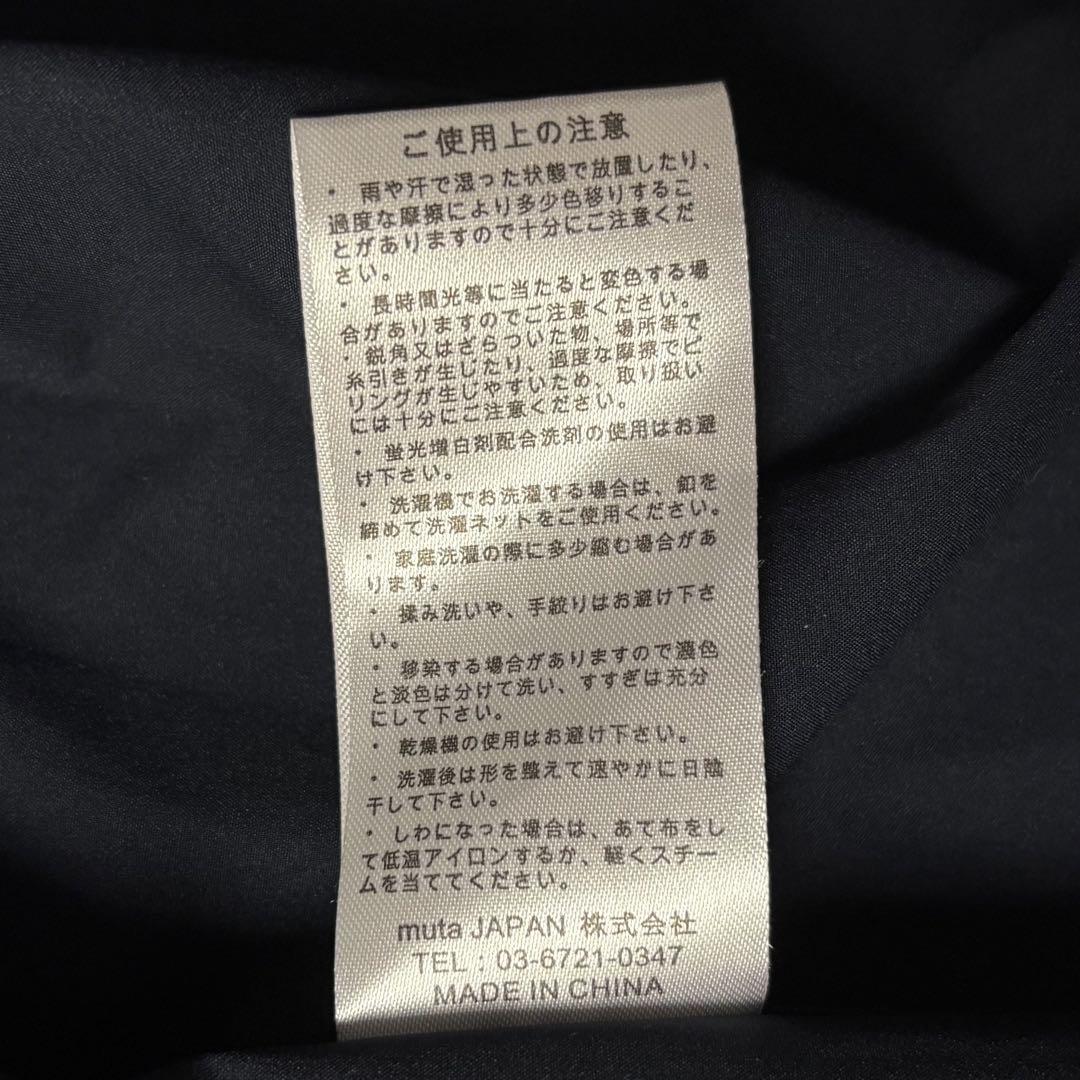 ご使用上の注意
・ 雨や汗で湿った状態で放置したり、
過度な摩擦により多少色移りするこ
とがありますので十分にご注意くだ
さい。
・ 長時間光等に当たると変色する場
合がありますのでご注意ください。
・ 鋭角又はざらついた物、場所等で
糸引きが生じたり、過度な摩擦でピ
リングが生じやすいため、取り扱い
には十分にご注意ください。
・ 蛍光増白剤配合洗剤の使用はお避
け下さい。
・ 洗濯機でお洗濯する場合は、釦を
締めて洗濯ネットをご使用ください。
・ 家庭洗濯の際に多少縮む場合があ
ります。
・ 揉み洗いや、手絞りはお避け下さ
い。
・ 移染する場合がありますので濃色
と淡色は分けて洗い、すすぎは充分
にして下さい。
・ 乾燥機の使用はお避け下さい。
・ 洗濯後は形を整えて速やかに日陰
干して下さい。
・ しわになった場合は、あて布をし
て低温アイロンするか、軽くスチー
ムを当ててください。
muta JAPAN 株式会社
TEL : 03-6721-0347
MADE IN CHINA